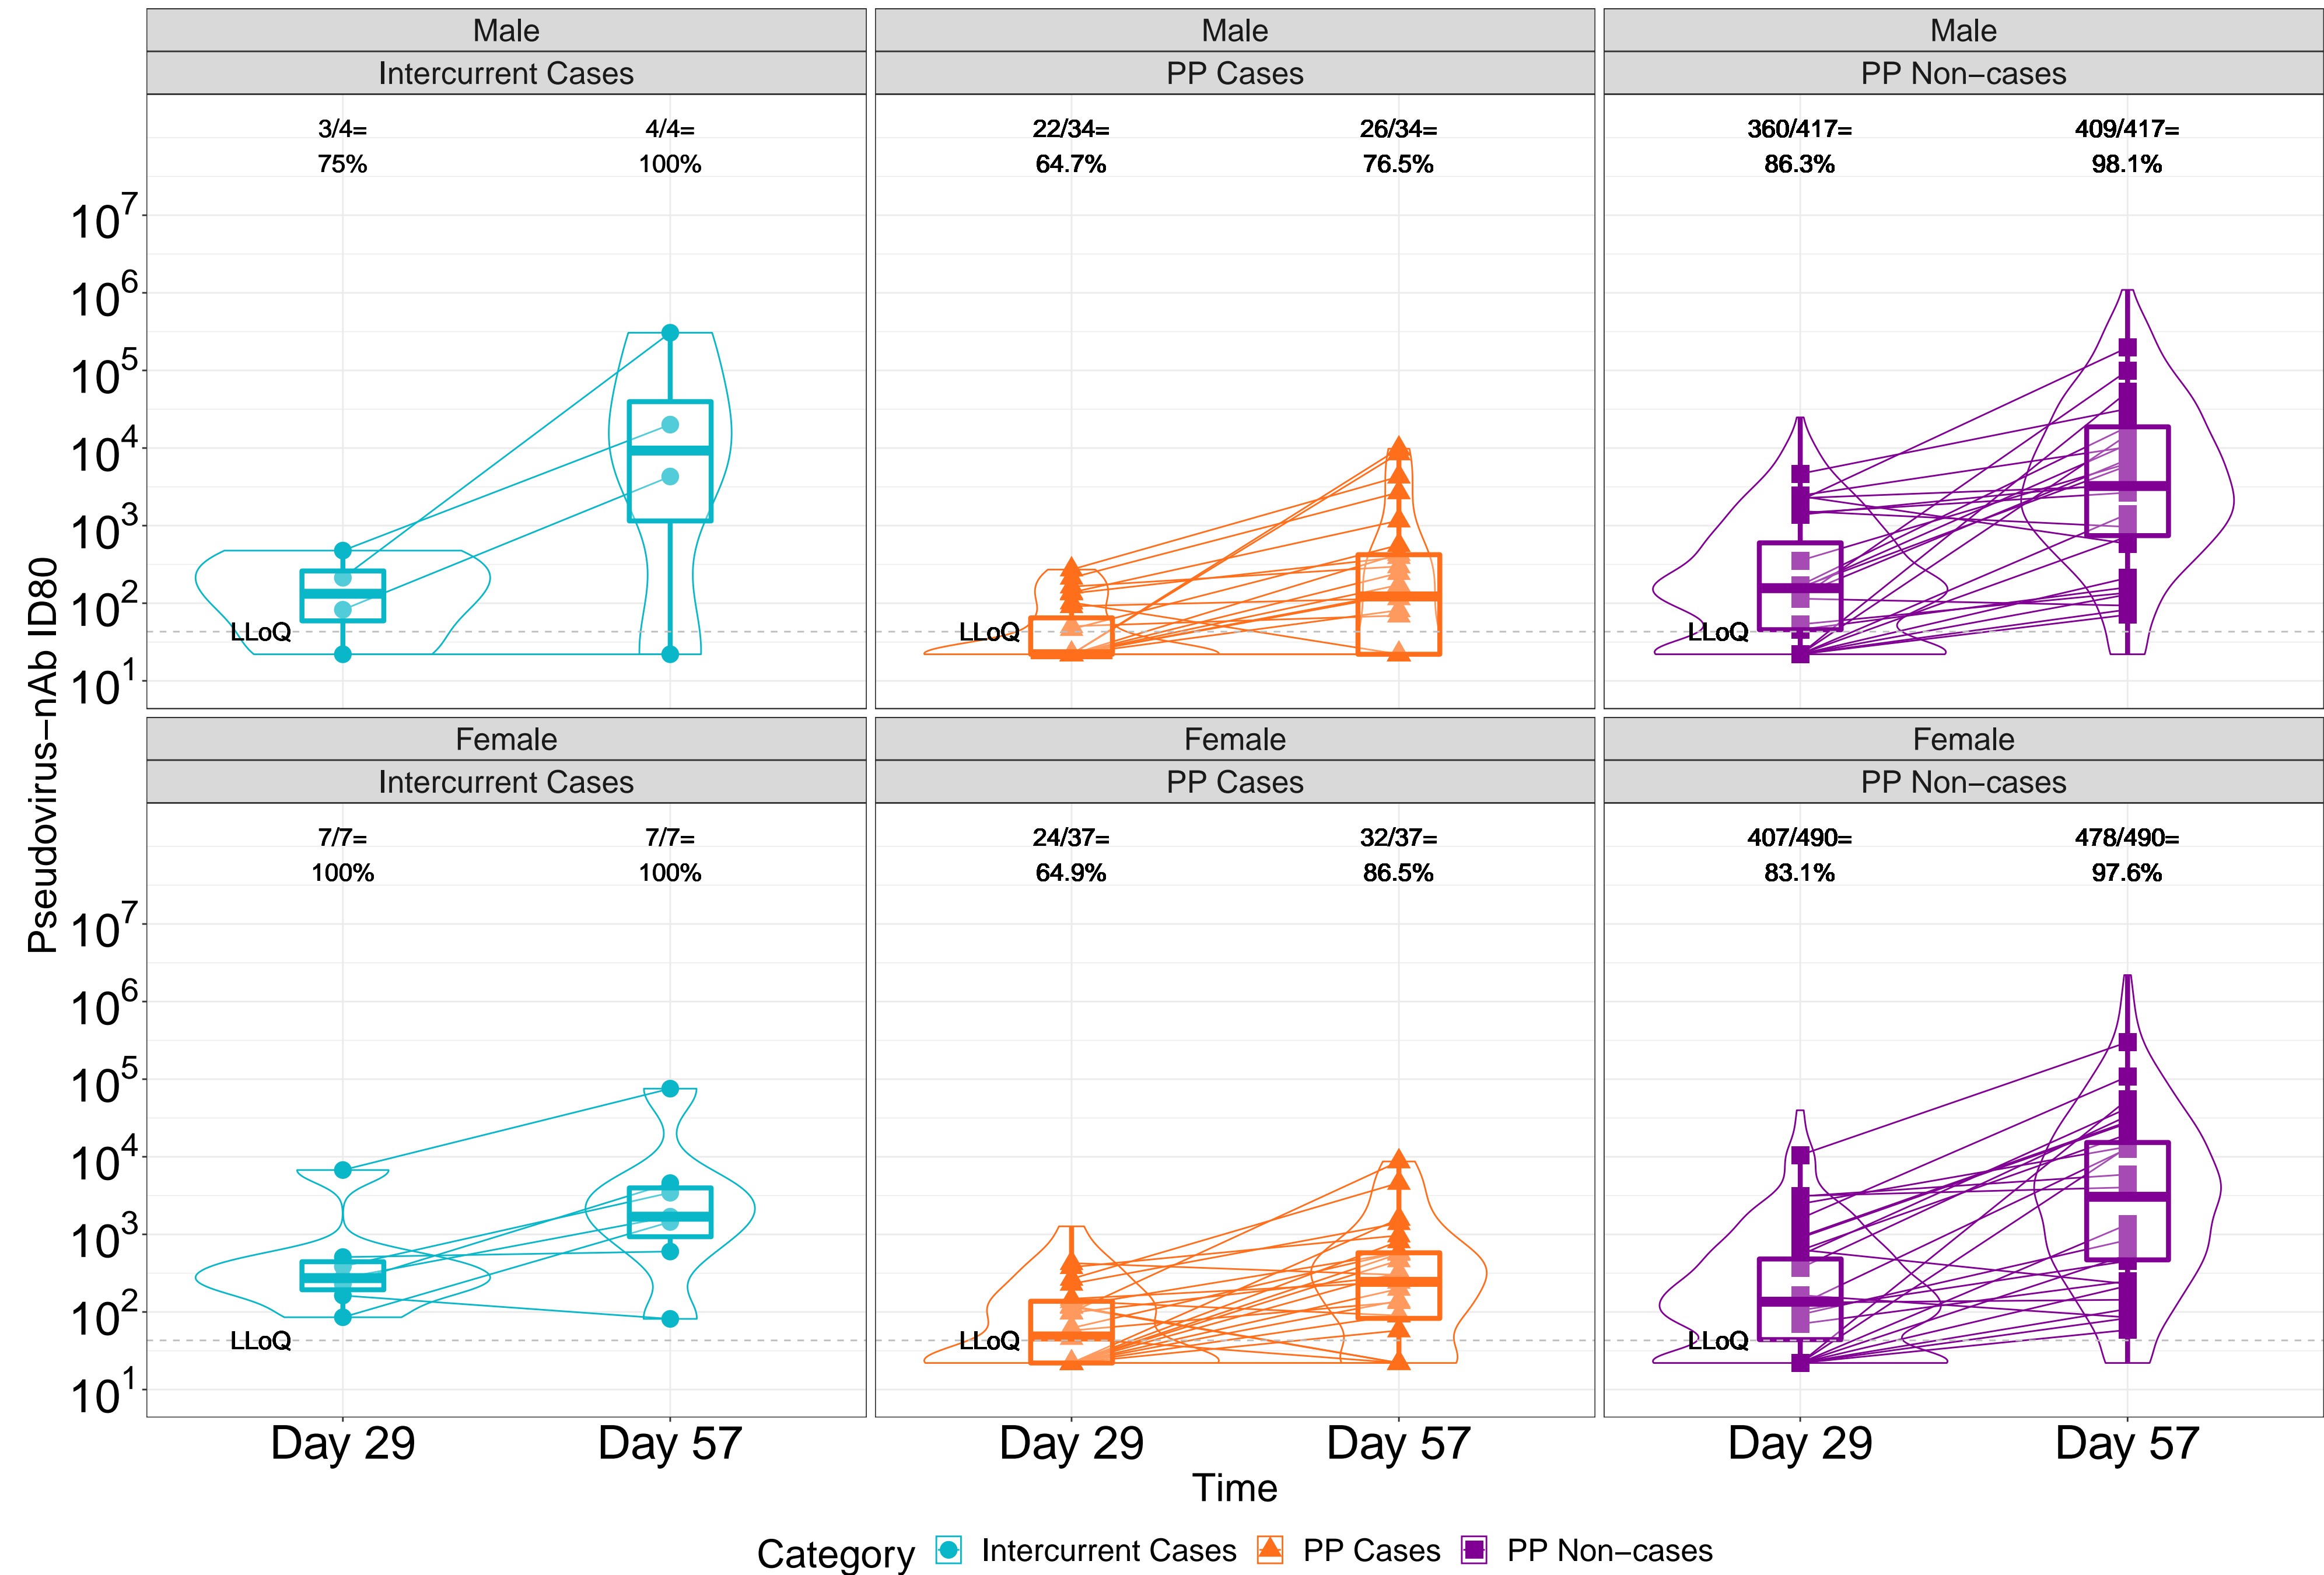 Male
Male
Male
Intercurrent Cases
PP Cases
PP Non−cases
3/4=
75%
4/4=
100%
22/34=
64.7%
26/34=
76.5%
360/417=
86.3%
409/417=
98.1%
10^7
10^6
10^5
10^4
10^3
10^2
10^1
LLoQ
LLoQ
LLoQ
Pseudovirus−nAb ID80
Female
Female
Female
Intercurrent Cases
PP Cases
PP Non−cases
7/7=
100%
7/7=
100%
24/37=
64.9%
32/37=
86.5%
407/490=
83.1%
478/490=
97.6%
10^7
10^6
10^5
10^4
10^3
10^2
10^1
LLoQ
LLoQ
LLoQ
Day 29
Day 57
Day 29
Day 57
Day 29
Day 57
Time
Category Intercurrent Cases PP Cases PP Non−cases